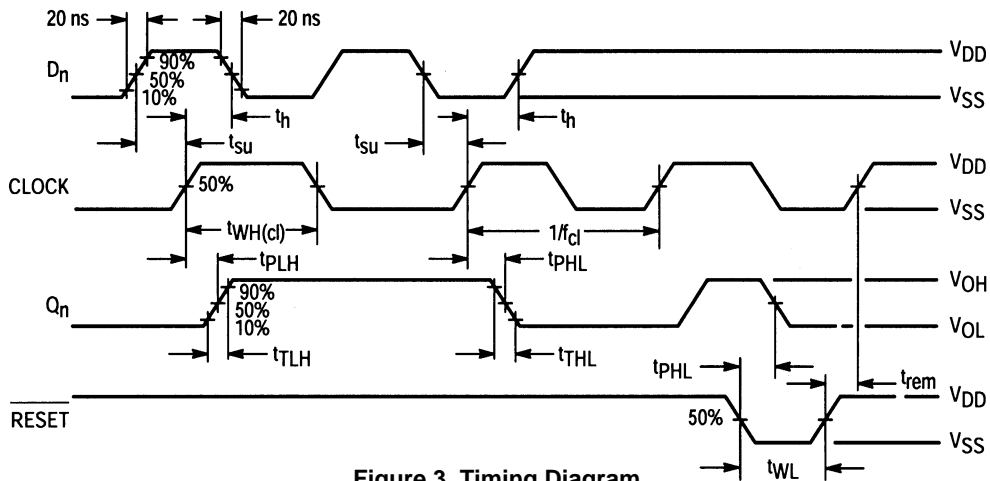 20 ns 20 ns
Dn 90% 50% 10% VDD VSS
tsu th tsu th
CLOCK 50% VDD VSS
tWH(cl) 1/fcl
tPLH tPHL
Qn 90% 50% 10% VOH VOL
tTLH tTHL
tPHL trem
RESET 50% VDD VSS
tWL
Figure 3. Timing Diagram